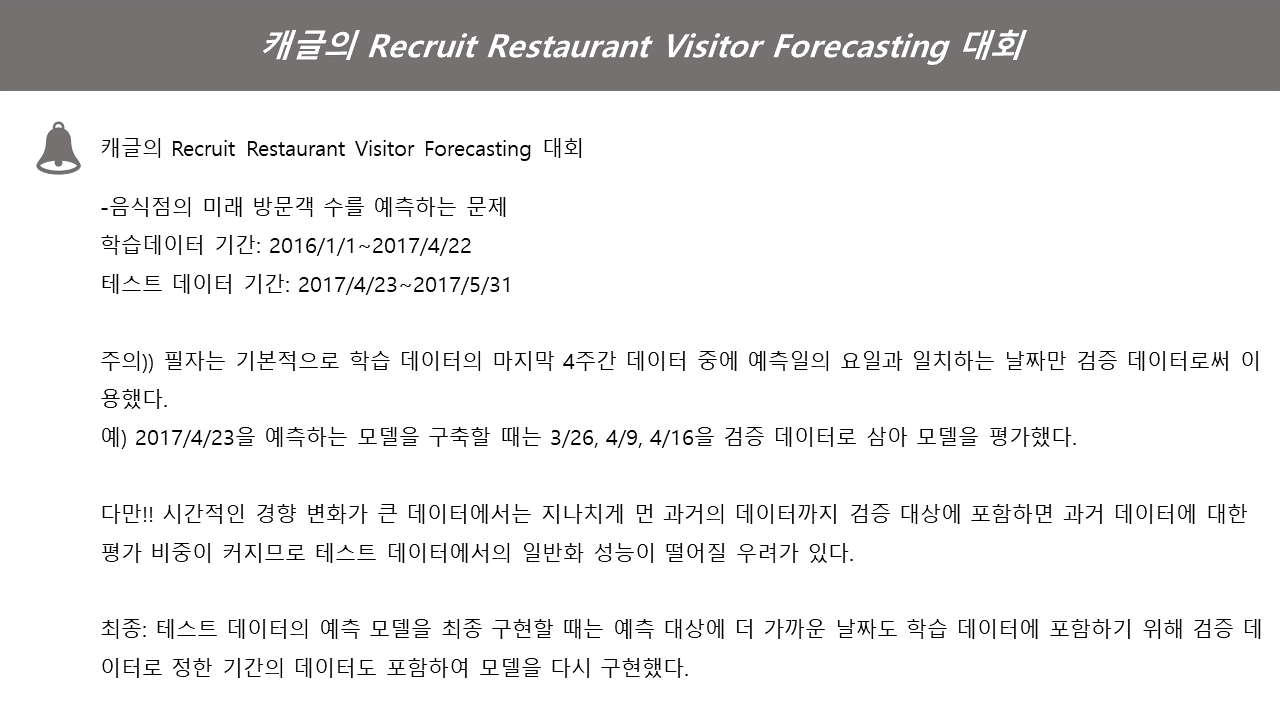 캐글의 Recruit Restaurant Visitor Forecasting 대회
캐글의 Recruit Restaurant Visitor Forecasting 대회
-음식점의 미래 방문객 수를 예측하는 문제
학습데이터 기간: 2016/1/1~2017/4/22
테스트 데이터 기간: 2017/4/23~2017/5/31
주의)) 필자는 기본적으로 학습 데이터의 마지막 4주간 데이터 중에 예측일의 요일과 일치하는 날짜만 검증 데이터로써 이
용했다.
예) 2017/4/23을 예측하는 모델을 구축할 때는 3/26, 4/9, 4/16을 검증 데이터로 삼아 모델을 평가했다.
다만!! 시간적인 경향 변화가 큰 데이터에서는 지나치게 먼 과거의 데이터까지 검증 대상에 포함하면 과거 데이터에 대한
평가 비중이 커지므로 테스트 데이터에서의 일반화 성능이 떨어질 우려가 있다.
최종: 테스트 데이터의 예측 모델을 최종 구현할 때는 예측 대상에 더 가까운 날짜도 학습 데이터에 포함하기 위해 검증 데
이터로 정한 기간의 데이터도 포함하여 모델을 다시 구현했다.